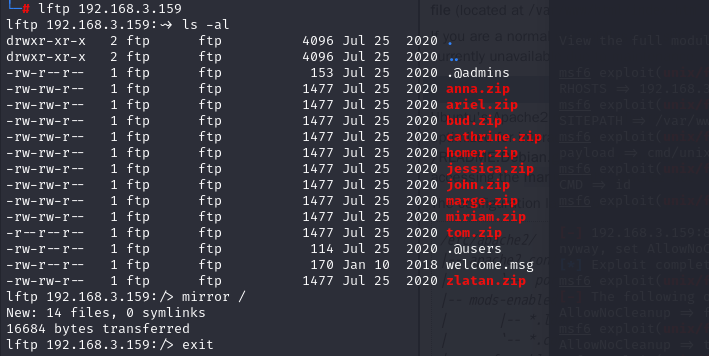 └─# lftp 192.168.3.159
lftp 192.168.3.159:~> ls -al
drwxr-xr-x   2 ftp      ftp          4096 Jul 25  2020 .
drwxr-xr-x   2 ftp      ftp          4096 Jul 25  2020 ..
-rw-r--r--   1 ftp      ftp           153 Jul 25  2020 .@admins
-rw-rw-r--   1 ftp      ftp          1477 Jul 25  2020 anna.zip
-rw-rw-r--   1 ftp      ftp          1477 Jul 25  2020 ariel.zip
-rw-rw-r--   1 ftp      ftp          1477 Jul 25  2020 bud.zip
-rw-rw-r--   1 ftp      ftp          1477 Jul 25  2020 cathrine.zip
-rw-rw-r--   1 ftp      ftp          1477 Jul 25  2020 homer.zip
-rw-rw-r--   1 ftp      ftp          1477 Jul 25  2020 jessica.zip
-rw-rw-r--   1 ftp      ftp          1477 Jul 25  2020 john.zip
-rw-rw-r--   1 ftp      ftp          1477 Jul 25  2020 marge.zip
-rw-rw-r--   1 ftp      ftp          1477 Jul 25  2020 miriam.zip
-r--r--r--   1 ftp      ftp          1477 Jul 25  2020 tom.zip
-rw-r--r--   1 ftp      ftp           114 Jul 25  2020 .@users
-rw-r--r--   1 ftp      ftp           170 Jan 10  2018 welcome.msg
-rw-rw-r--   1 ftp      ftp          1477 Jul 25  2020 zlatan.zip
lftp 192.168.3.159:/> mirror /
New: 14 files, 0 symlinks
16684 bytes transferred
lftp 192.168.3.159:/> exit